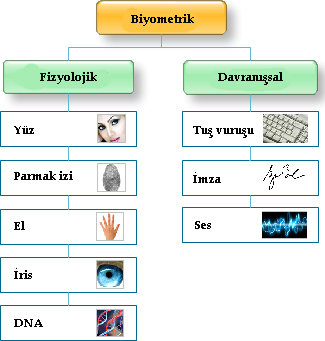 Biyometrik
Fizyolojik
Davranışsal
Yüz
Parmak izi
El
İris
DNA
Tuş vuruşu
İmza
Ses